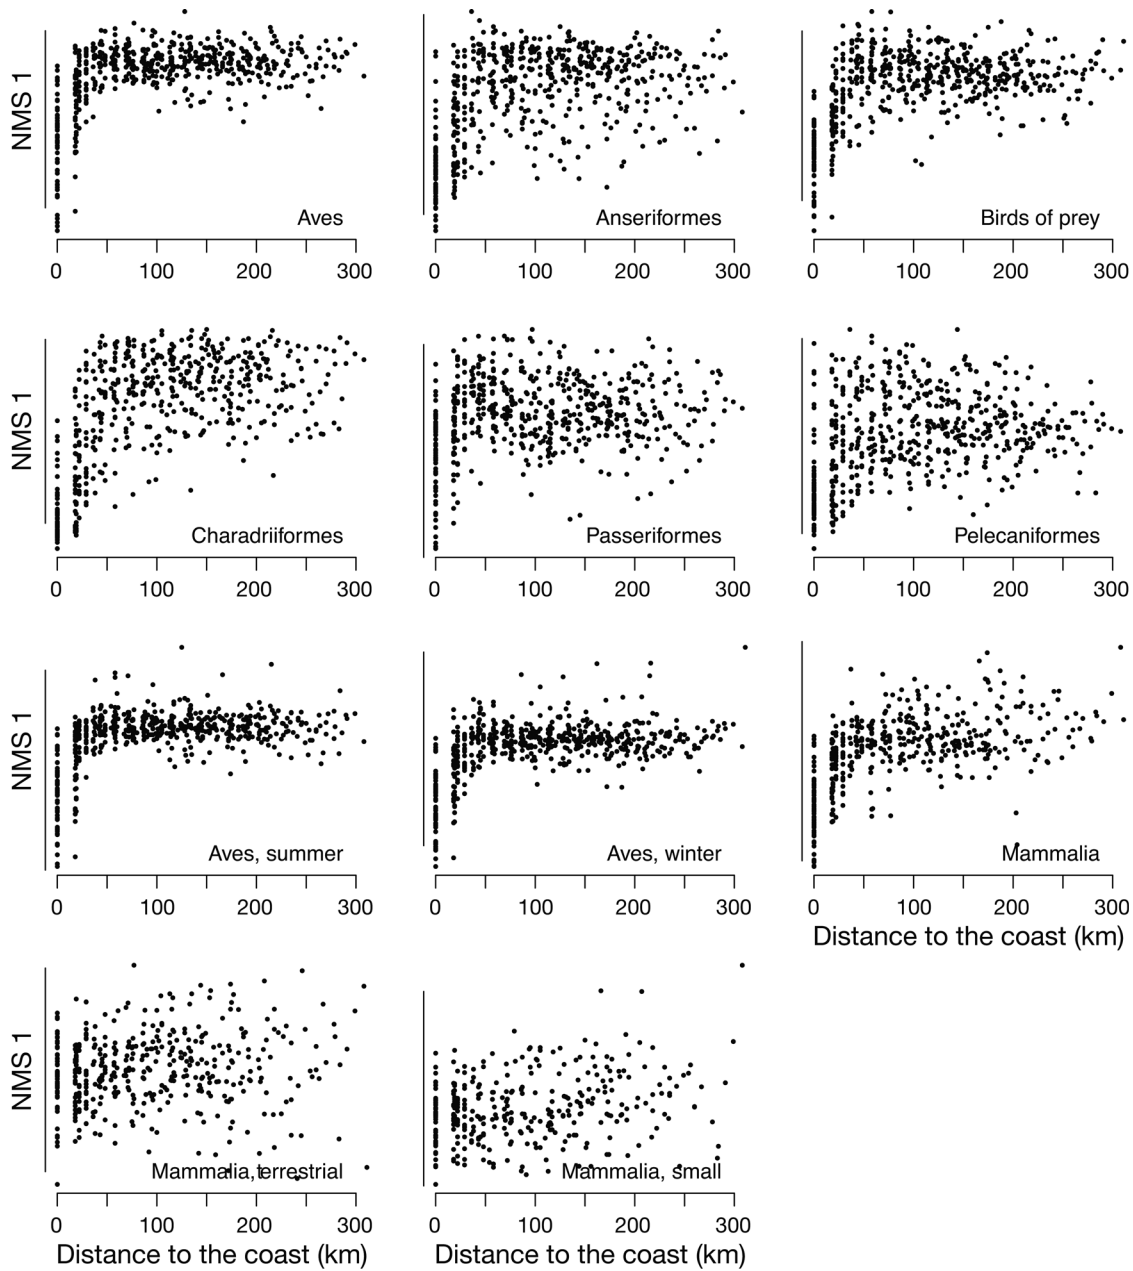 NMS 1
Aves
0 100 200 300
Anseriformes
0 100 200 300
Birds of prey
0 100 200 300
NMS 1
Charadriiformes
0 100 200 300
Passeriformes
0 100 200 300
Pelecaniformes
0 100 200 300
NMS 1
Aves, summer
0 100 200 300
Aves, winter
0 100 200 300
Mammalia
0 100 200 300
Distance to the coast (km)
NMS 1
Mammalia, terrestrial
0 100 200 300
Distance to the coast (km)
Mammalia, small
0 100 200 300
Distance to the coast (km)